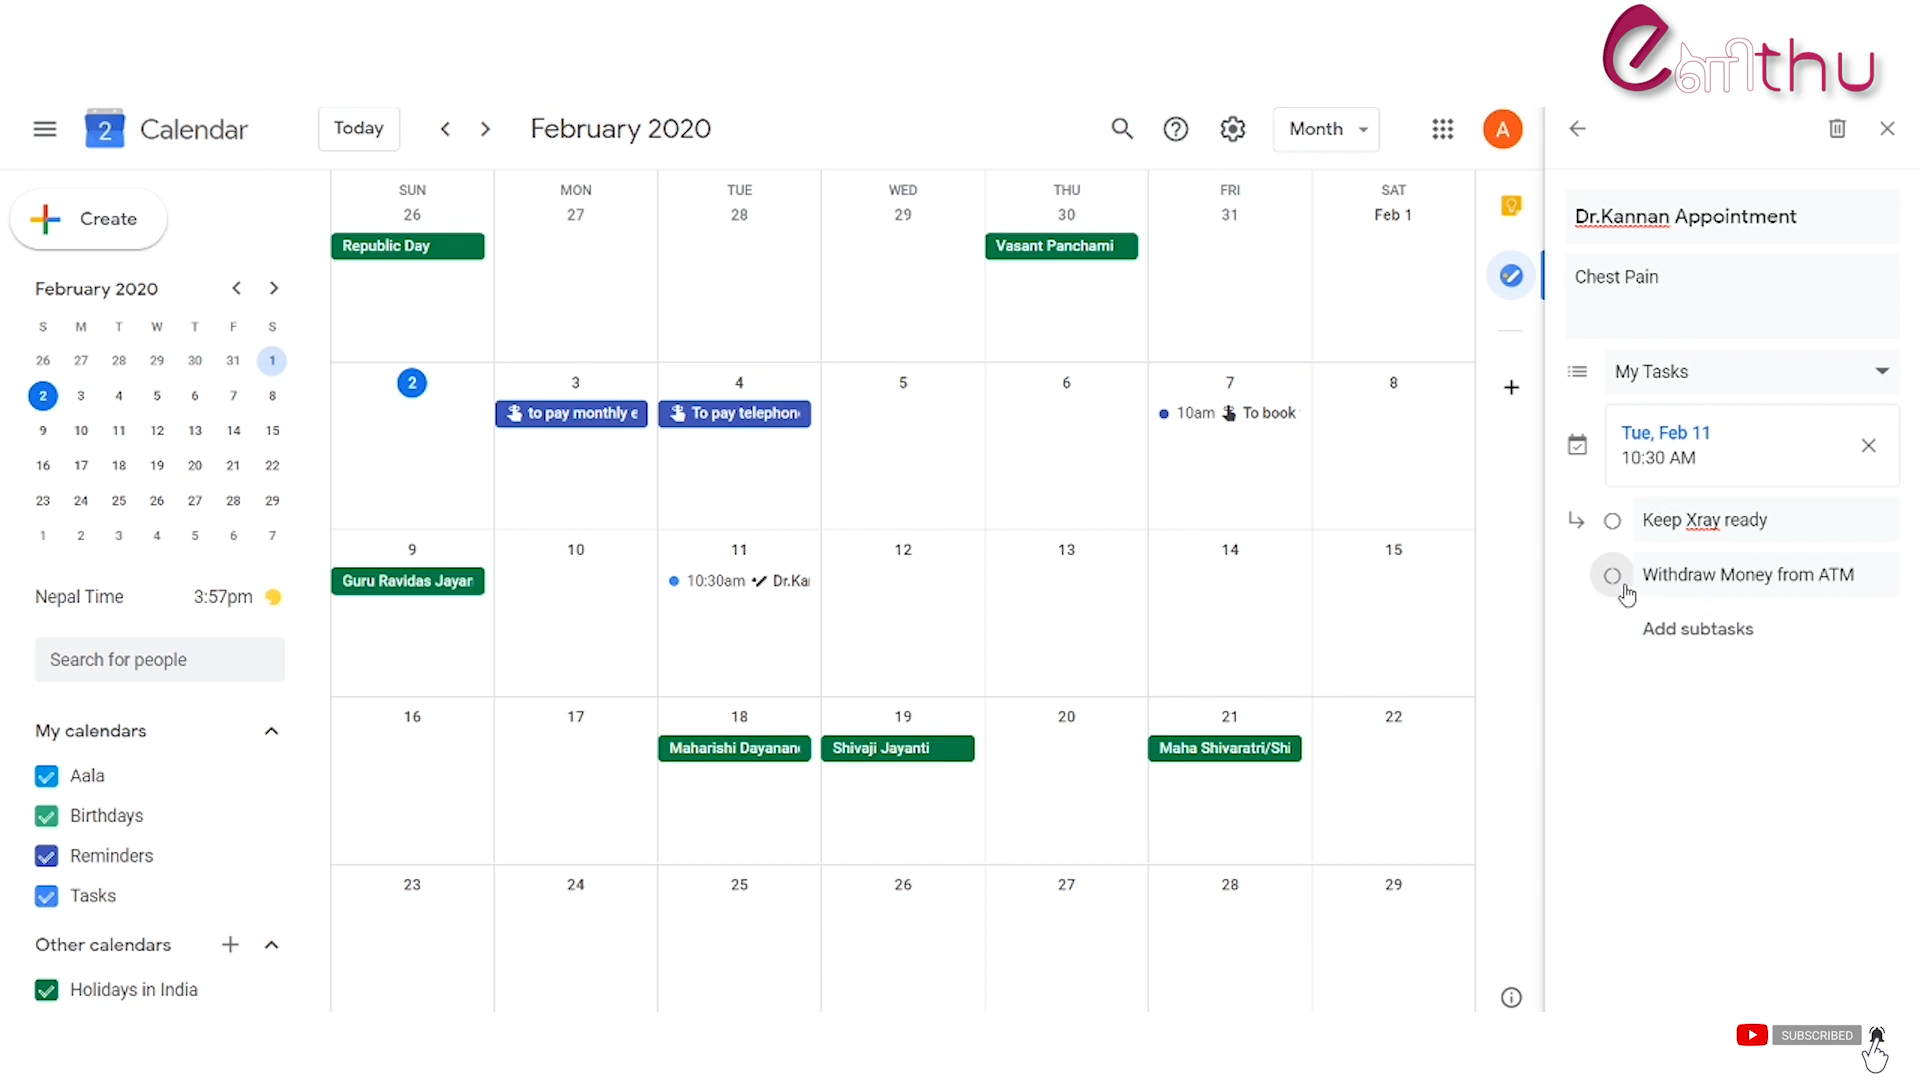 eளிthu
2 Calendar Today February 2020 Month A
Create
February 2020
S M T W T F S
26 27 28 29 30 31 1
2 3 4 5 6 7 8
9 10 11 12 13 14 15
16 17 18 19 20 21 22
23 24 25 26 27 28 29
1 2 3 4 5 6 7
Nepal Time 3:57pm
Search for people
My calendars
Aala
Birthdays
Reminders
Tasks
Other calendars
Holidays in India
SUN MON TUE WED THU FRI SAT
26 27 28 29 30 31 Feb 1
Republic Day Vasant Panchami
2 3 4 5 6 7 8
to pay monthly e To pay telephon 10am To book
9 10 11 12 13 14 15
Guru Ravidas Jayan 10:30am Dr.Ka
16 17 18 19 20 21 22
Maharishi Dayanan Shivaji Jayanti Maha Shivaratri/Shi
23 24 25 26 27 28 29
Dr.Kannan Appointment
Chest Pain
My Tasks
Tue, Feb 11
10:30 AM
Keep Xray ready
Withdraw Money from ATM
Add subtasks
SUBSCRIBED